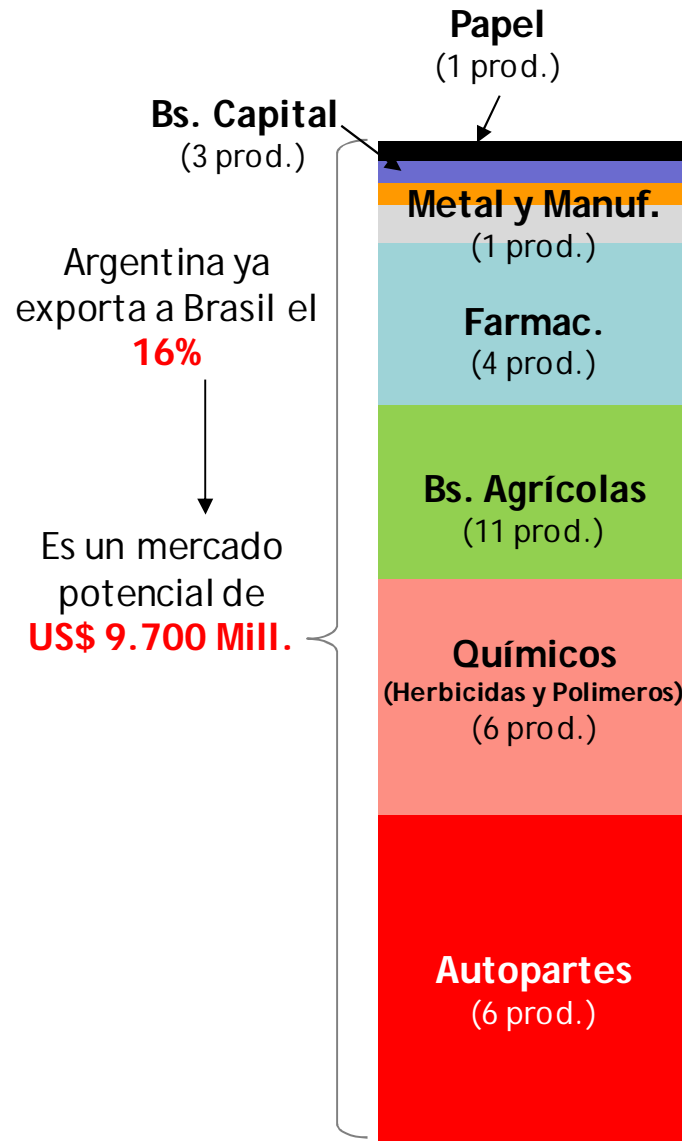 Papel
(1 prod.)
Bs. Capital
(3 prod.)
Metal y Manuf.
(1 prod.)
Argentina ya
exporta a Brasil el
16%
Farmac.
(4 prod.)
Bs. Agrícolas
(11 prod.)
Es un mercado
potencial de
US$ 9.700 Mill.
Químicos
(Herbicidas y Polimeros)
(6 prod.)
Autopartes
(6 prod.)